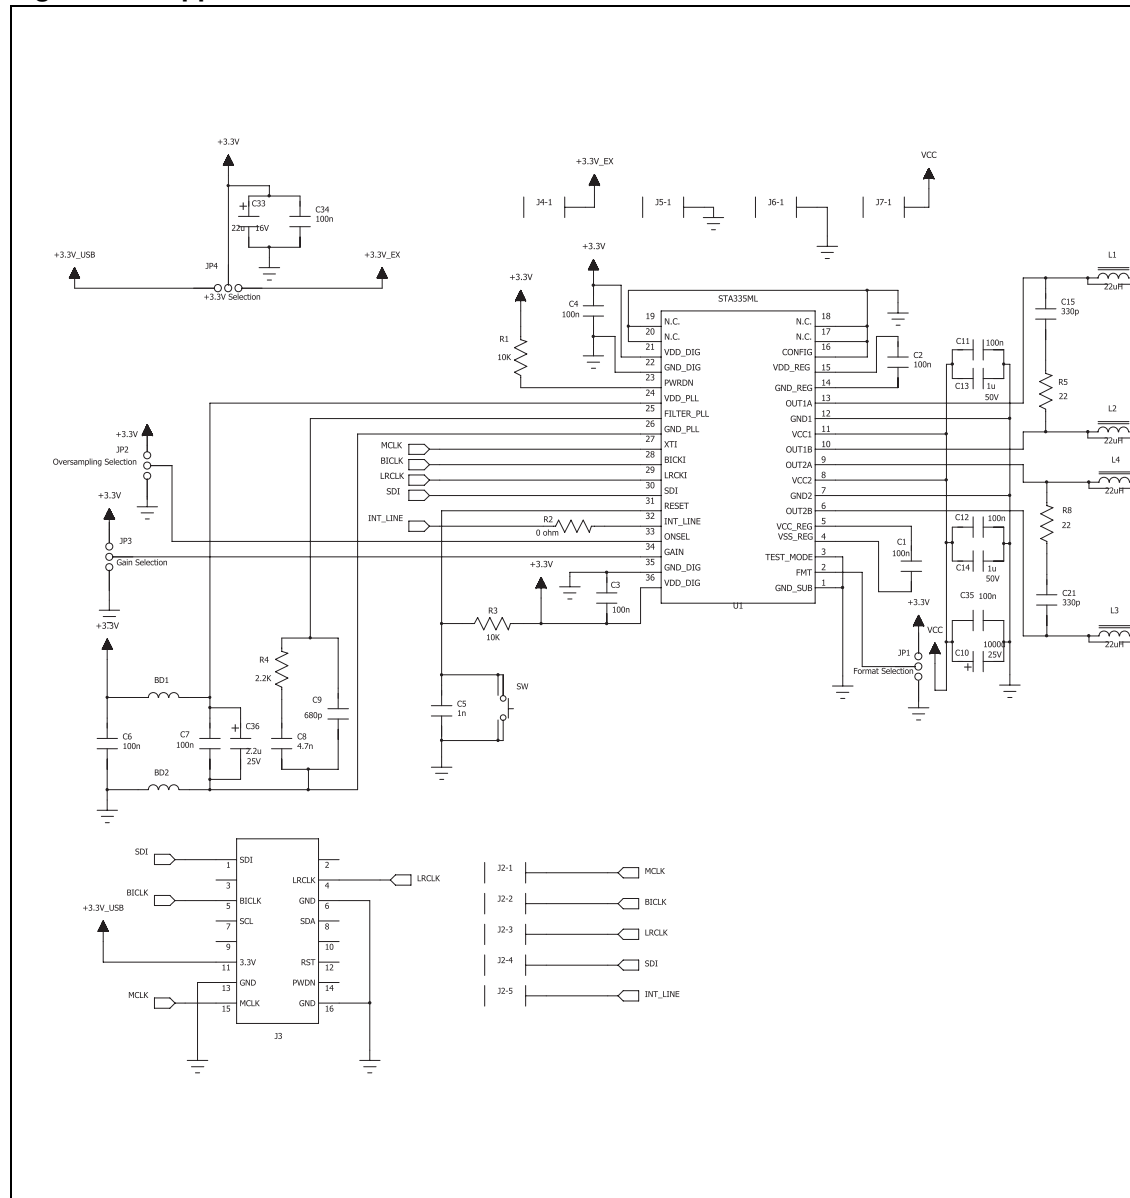 +3.3V
+3.3V_EX
VCC
C33
C34
100n
22u 16V
J4-1
J5-1
J6-1
J7-1
+3.3V_USB
JP4
+3.3V_EX
+3.3V Selection
+3.3V
+3.3V
C4
100n
STA335ML
L1
22uH
C15
330p
R1
10K
19 N.C.
20 N.C.
21 VDD_DIG
22 GND_DIG
23 PWRDN
24 VDD_PLL
25 FILTER_PLL
26 GND_PLL
27 XTI
28 BICKI
29 LRCKI
30 SDI
31 RESET
32 INT_LINE
33 ONSEL
34 GAIN
35 GND_DIG
36 VDD_DIG
N.C. 18
N.C. 17
CONFIG 16
VDD_REG 15
GND_REG 14
OUT1A 13
GND1 12
VCC1 11
OUT1B 10
OUT2A 9
VCC2 8
GND2 7
OUT2B 6
VCC_REG 5
VSS_REG 4
TEST_MODE 3
FMT 2
GND_SUB 1
U1
C2
100n
C11 100n
C13 1u
50V
R5
22
L2
22uH
L4
22uH
R8
22
C12 100n
C14 1u
50V
C1
100n
C35 100n
C21
330p
C10
25V
L3
22uH
+3.3V
VCC
JP1
Format Selection
+3.3V
JP2
Oversampling Selection
MCLK
BICLK
LRCLK
SDI
INT_LINE
R2
0 ohm
+3.3V
JP3
Gain Selection
+3.3V
C3
100n
R3
10K
+3.3V
R4
2.2K
C9
680p
BD1
C6
100n
C7
100n
C36
2.2u
25V
C8
4.7n
BD2
C5
1n
SW
SDI
BICLK
+3.3V_USB
MCLK
SDI 1
3
BICLK 5
SCL 7
9
3.3V 11
GND 13
MCLK 15
2
LRCLK 4
GND 6
SDA 8
10
RST 12
PWDN 14
GND 16
LRCLK
J3
J2-1 MCLK
J2-2 BICLK
J2-3 LRCLK
J2-4 SDI
J2-5 INT_LINE